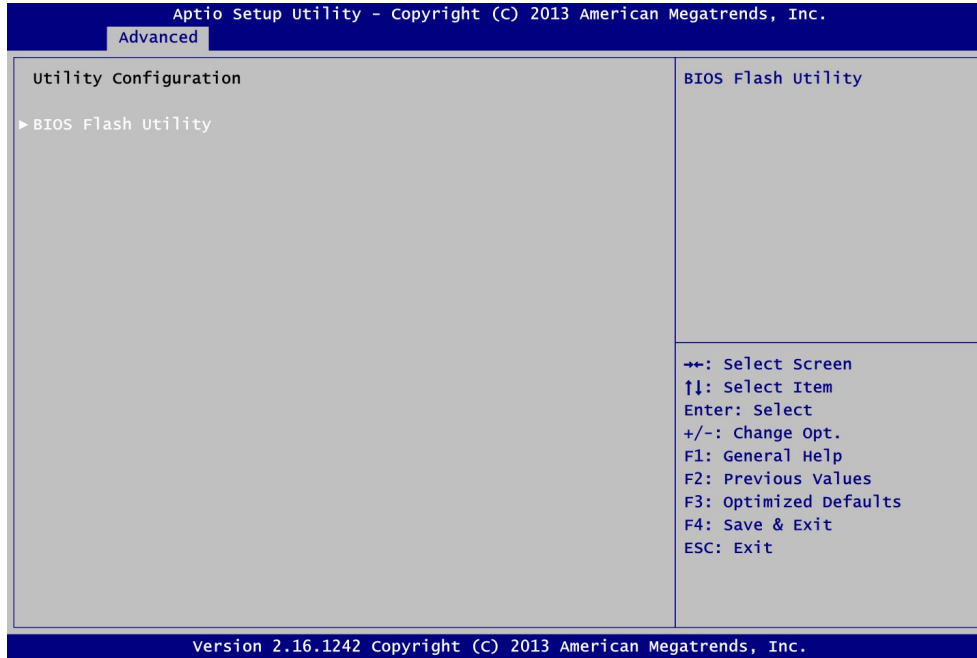 Aptio Setup Utility – Copyright (C) 2013 American Megatrends, Inc.
Advanced
Utility Configuration
► BIOS Flash Utility
BIOS Flash Utility
→←: Select Screen
↑↓: Select Item
Enter: Select
+/-: Change Opt.
F1: General Help
F2: Previous Values
F3: Optimized Defaults
F4: Save & Exit
ESC: Exit
Version 2.16.1242 Copyright (C) 2013 American Megatrends, Inc.